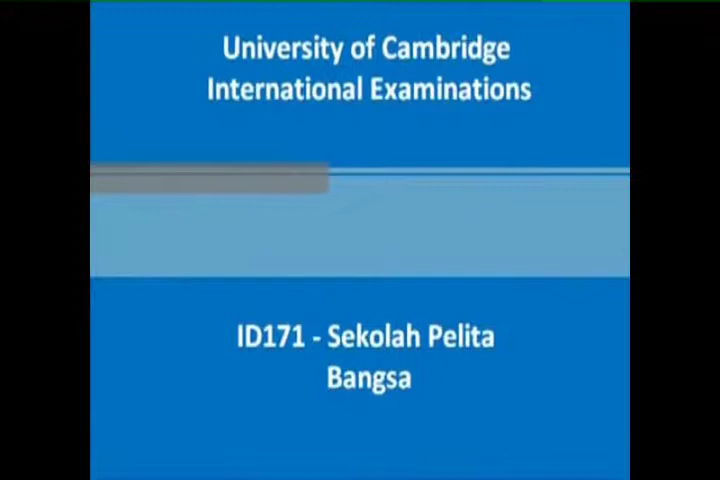 University of Cambridge
International Examinations
ID171 - Sekolah Pelita
Bangsa